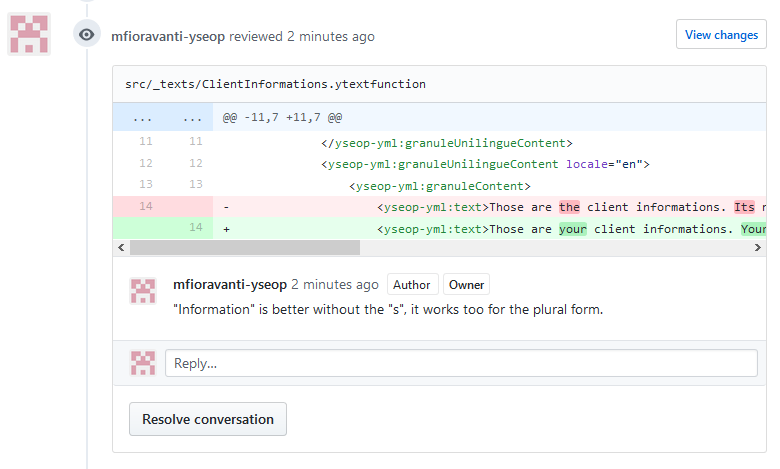 mfioravanti-yseop reviewed 2 minutes ago
View changes
src/_texts/ClientInformations.ytextfunction
... ... @@ -11,7 +11,7 @@
11 11 </yseop-yml:granuleUnilingueContent>
12 12 <yseop-yml:granuleUnilingueContent locale="en">
13 13 <yseop-yml:granuleContent>
14 - <yseop-yml:text>Those are the client informations. Its
14 + <yseop-yml:text>Those are your client informations. Your
mfioravanti-yseop 2 minutes ago Author Owner
"Information" is better without the "s", it works too for the plural form.
Reply...
Resolve conversation